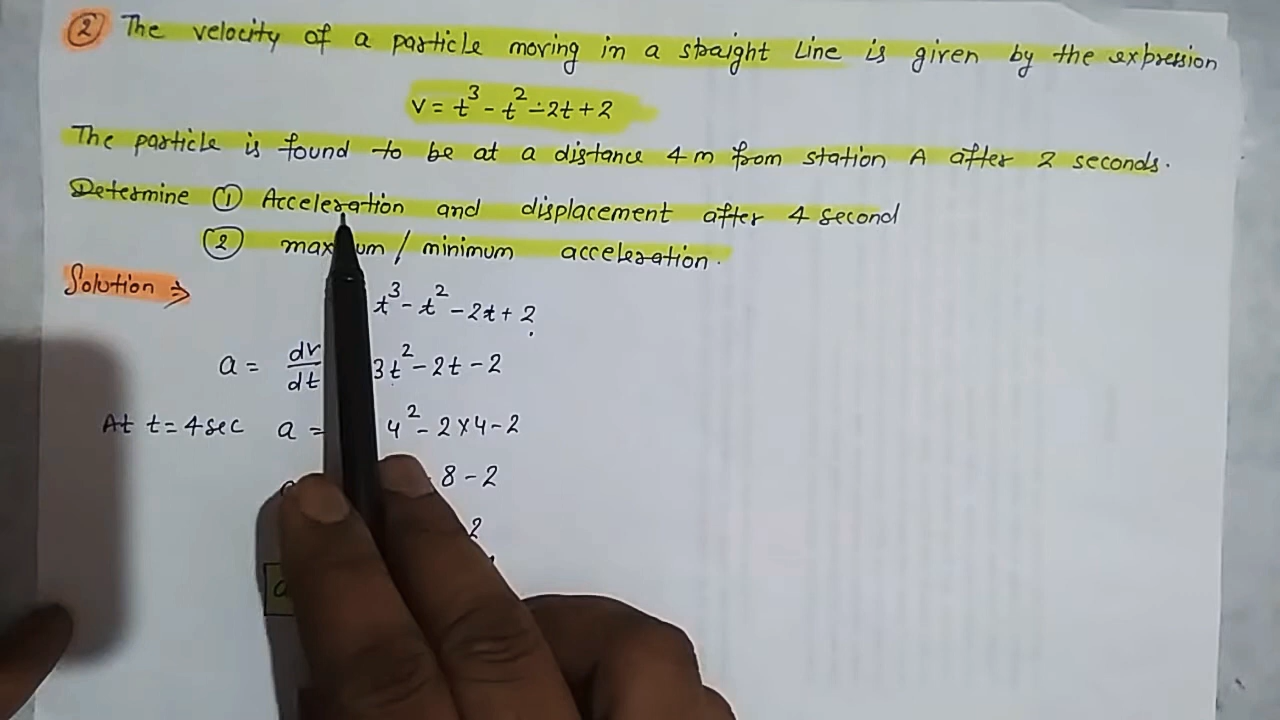 ② The velocity of a particle moving in a straight line is given by the expression
v = t³ - t² - 2t + 2
The particle is found to be at a distance 4 m from station A after 2 seconds.
Determine ① Acceleration and displacement after 4 second
② / minimum acceleration.
Solution ⇒
t³ - t² - 2t + 2
a = dv/dt 3t² - 2t - 2
At t = 4 sec a = 4² - 2×4 - 2
- 8 - 2
2